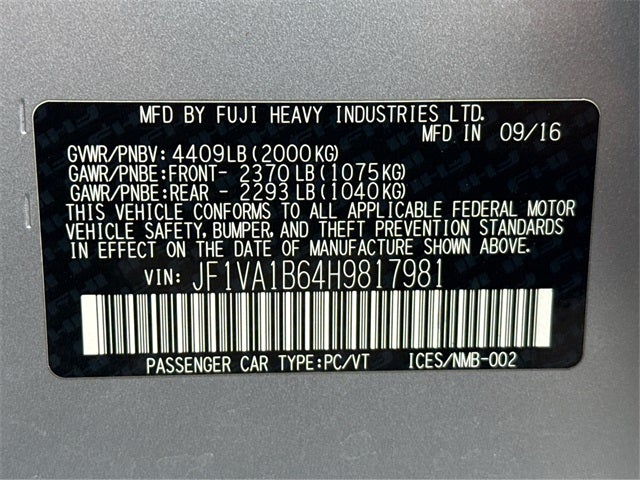 MFD BY FUJI HEAVY INDUSTRIES LTD.
MFD IN 09/16
GVWR/PNBV: 4409LB(2000KG)
GAWR/PNBE:FRONT- 2370 LB(1075KG)
GAWR/PNBE:REAR - 2293 LB(1040KG)
THIS VEHICLE CONFORMS TO ALL APPLICABLE FEDERAL MOTOR
VEHICLE SAFETY, BUMPER, AND THEFT PREVENTION STANDARDS
IN EFFECT ON THE DATE OF MANUFACTURE SHOWN ABOVE.
VIN: JF1VA1B64H9817981
PASSENGER CAR TYPE:PC/VT ICES/NMB-002